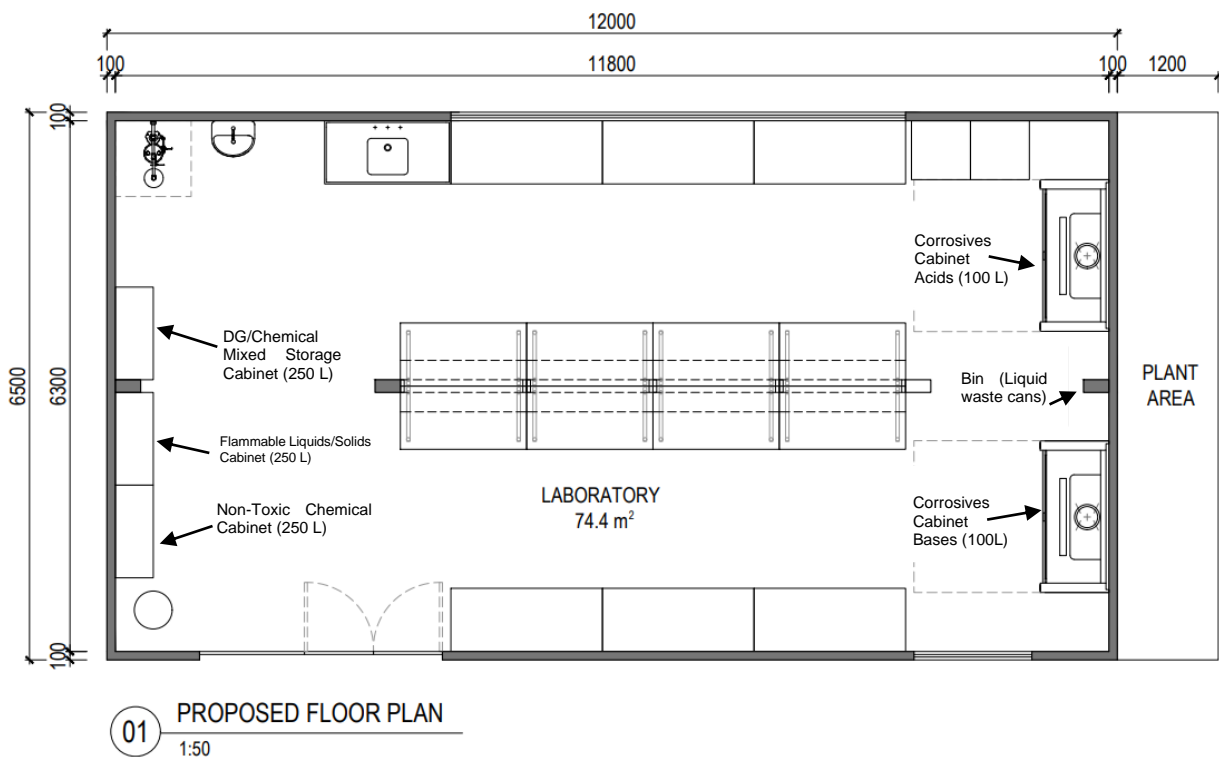 12000
100
11800
100
1200
6500
100
6300
100
Corrosives
Cabinet
Acids (100 L)
DG/Chemical
Mixed Storage
Cabinet (250 L)
Bin (Liquid
waste cans)
PLANT
AREA
Flammable Liquids/Solids
Cabinet (250 L)
Non-Toxic Chemical
Cabinet (250 L)
LABORATORY
74.4 m²
Corrosives
Cabinet
Bases (100L)
01
PROPOSED FLOOR PLAN
1:50